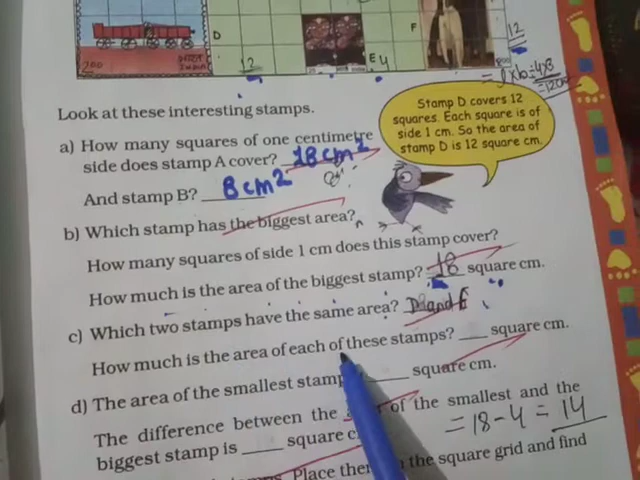 200
भारत
INDIA
D
12
E 4
F
12
= l x b = 4x3
= 12cm
Look at these interesting stamps.
Stamp D covers 12
squares. Each square is of
side 1 cm. So the area of
stamp D is 12 square cm.
a) How many squares of one centimetre
side does stamp A cover? 18 cm2
And stamp B? 8 cm2
b) Which stamp has the biggest area?
How many squares of side 1 cm does this stamp cover?
How much is the area of the biggest stamp? 18 square cm.
c) Which two stamps have the same area? D and F
How much is the area of each of these stamps? ___ square cm.
d) The area of the smallest stamp ___ square cm.
The difference between the of the smallest and the
biggest stamp is ___ square c
= 18 - 4 = 14
Place the the square grid and find